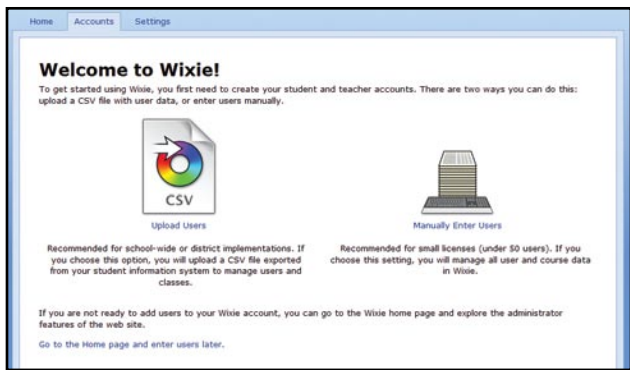 Home Accounts Settings
Welcome to Wixie!
To get started using Wixie, you first need to create your student and teacher accounts. There are two ways you can do this:
upload a CSV file with user data, or enter users manually.
CSV
Upload Users
Recommended for school-wide or district implementations. If
you choose this option, you will upload a CSV file exported
from your student information system to manage users and
classes.
Manually Enter Users
Recommended for small licenses (under 50 users). If you
choose this setting, you will manage all user and course data
in Wixie.
If you are not ready to add users to your Wixie account, you can go to the Wixie home page and explore the administrator
features of the web site.
Go to the Home page and enter users later.